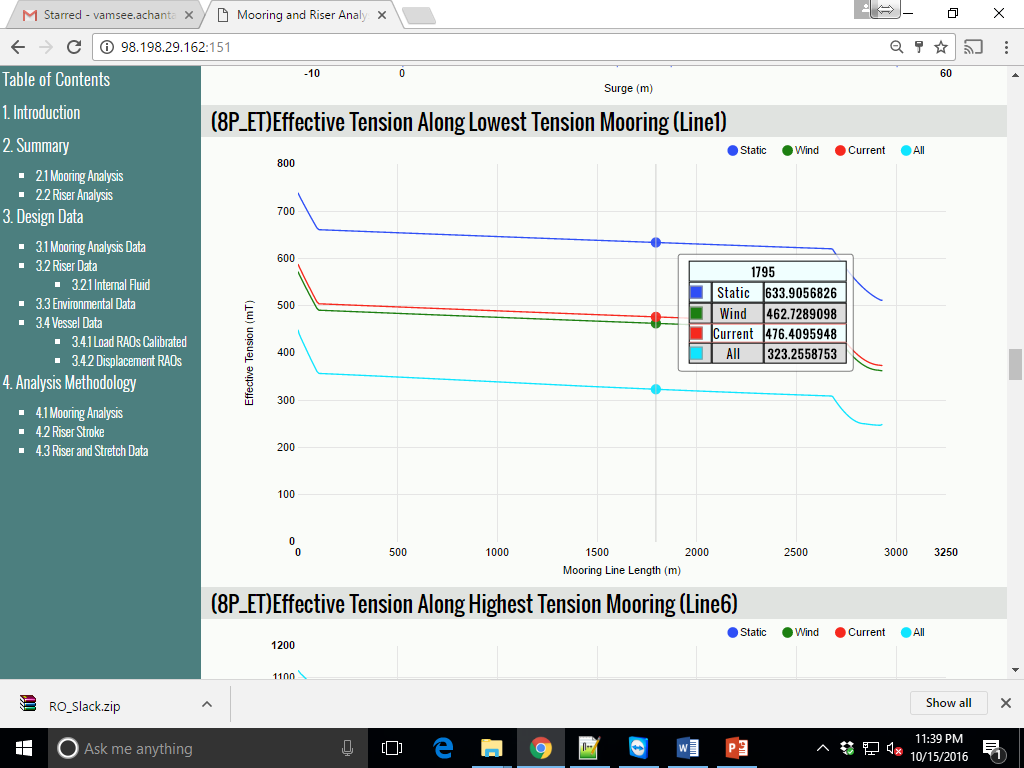 Starred - vamsee.achanta
Mooring and Riser Analy
98.198.29.162:151
Table of Contents
1. Introduction
2. Summary
2.1 Mooring Analysis
2.2 Riser Analysis
3. Design Data
3.1 Mooring Analysis Data
3.2 Riser Data
3.2.1 Internal Fluid
3.3 Environmental Data
3.4 Vessel Data
3.4.1 Load RAOs Calibrated
3.4.2 Displacement RAOs
4. Analysis Methodology
4.1 Mooring Analysis
4.2 Riser Stroke
4.3 Riser and Stretch Data
-10 0 60
Surge (m)
(8P_ET)Effective Tension Along Lowest Tension Mooring (Line1)
Static Wind Current All
800
700
600
500
400
300
200
100
0
Effective Tension (mT)
1795
Static 633.9056826
Wind 462.7289098
Current 476.4095948
All 323.2558753
0 500 1000 1500 2000 2500 3000 3250
Mooring Line Length (m)
(8P_ET)Effective Tension Along Highest Tension Mooring (Line6)
Static Wind Current All
1200
1100
RO_Slack.zip
Show all
Ask me anything
11:39 PM
10/15/2016
1